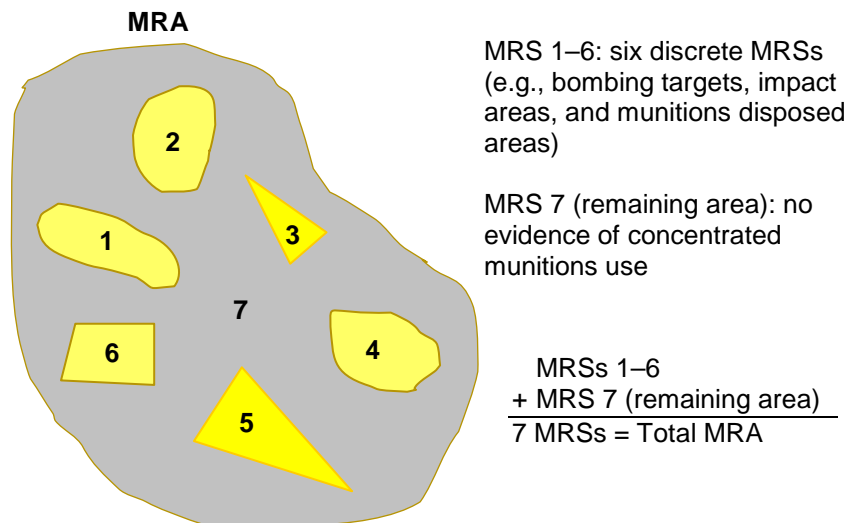 MRA
2
1
3
7
6
4
5
MRS 1–6: six discrete MRSs
(e.g., bombing targets, impact
areas, and munitions disposed
areas)
MRS 7 (remaining area): no
evidence of concentrated
munitions use
MRSs 1–6
+ MRS 7 (remaining area)
7 MRSs = Total MRA